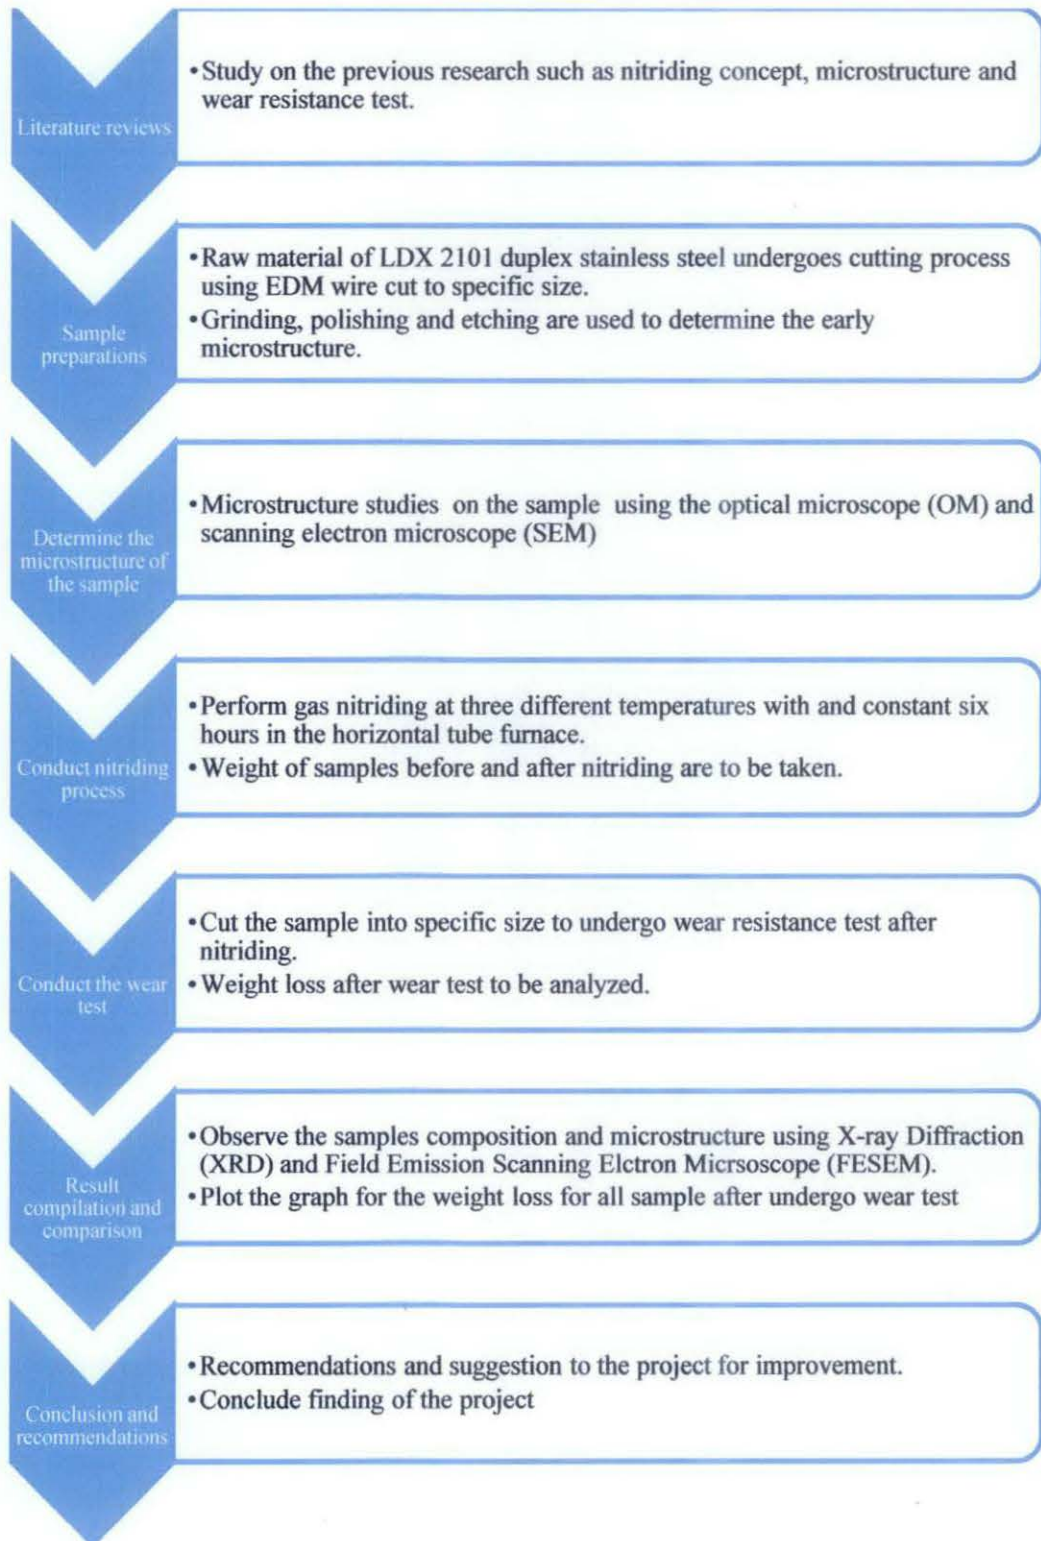 Literature reviews
•Study on the previous research such as nitriding concept, microstructure and
wear resistance test.
Sample
preparations
•Raw material of LDX 2101 duplex stainless steel undergoes cutting process
using EDM wire cut to specific size.
•Grinding, polishing and etching are used to determine the early
microstructure.
Determine the
microstructure of
the sample
•Microstructure studies on the sample using the optical microscope (OM) and
scanning electron microscope (SEM)
Conduct nitriding
process
•Perform gas nitriding at three different temperatures with and constant six
hours in the horizontal tube furnace.
•Weight of samples before and after nitriding are to be taken.
Conduct the wear
test
•Cut the sample into specific size to undergo wear resistance test after
nitriding.
•Weight loss after wear test to be analyzed.
Result
compilation and
comparison
•Observe the samples composition and microstructure using X-ray Diffraction
(XRD) and Field Emission Scanning Elctron Micrsoscope (FESEM).
•Plot the graph for the weight loss for all sample after undergo wear test
Conclusion and
recommendations
•Recommendations and suggestion to the project for improvement.
•Conclude finding of the project